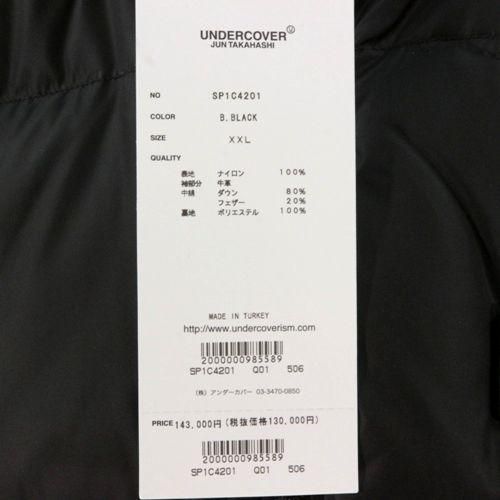 UNDERCOVER
JUN TAKAHASHI
NO SP1C4201
COLOR B.BLACK
SIZE XXL
QUALITY
表地 ナイロン 100%
袖部分 牛革
中綿 ダウン 80%
フェザー 20%
裏地 ポリエステル 100%
MADE IN TURKEY
http://www.undercoverism.com
2000000985589
SP1C4201 Q01 506
(株) アンダーカバー 03-3470-0850
PRICE 143,000円 (税抜価格130,000円)
2000000985589
SP1C4201 Q01 506